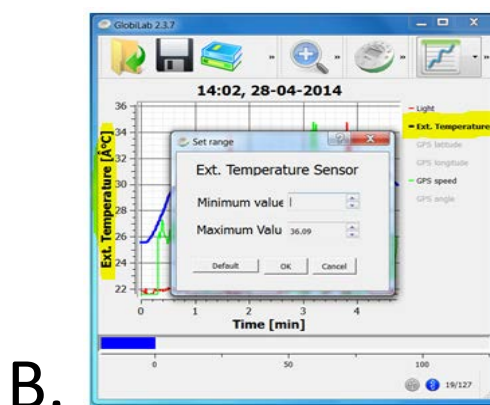 GlobiLab 2.3.7
14:02, 28-04-2014
Ext. Temperature [ÂºC]
36
34
32
30
28
26
24
22
0 1 2 3 4
Time [min]
Light
Ext. Temperature
GPS latitude
GPS longitude
GPS speed
GPS angle
Set range
Ext. Temperature Sensor
Minimum value
Maximum Valu 36.09
Default OK Cancel
0 50 100
19/127
B.